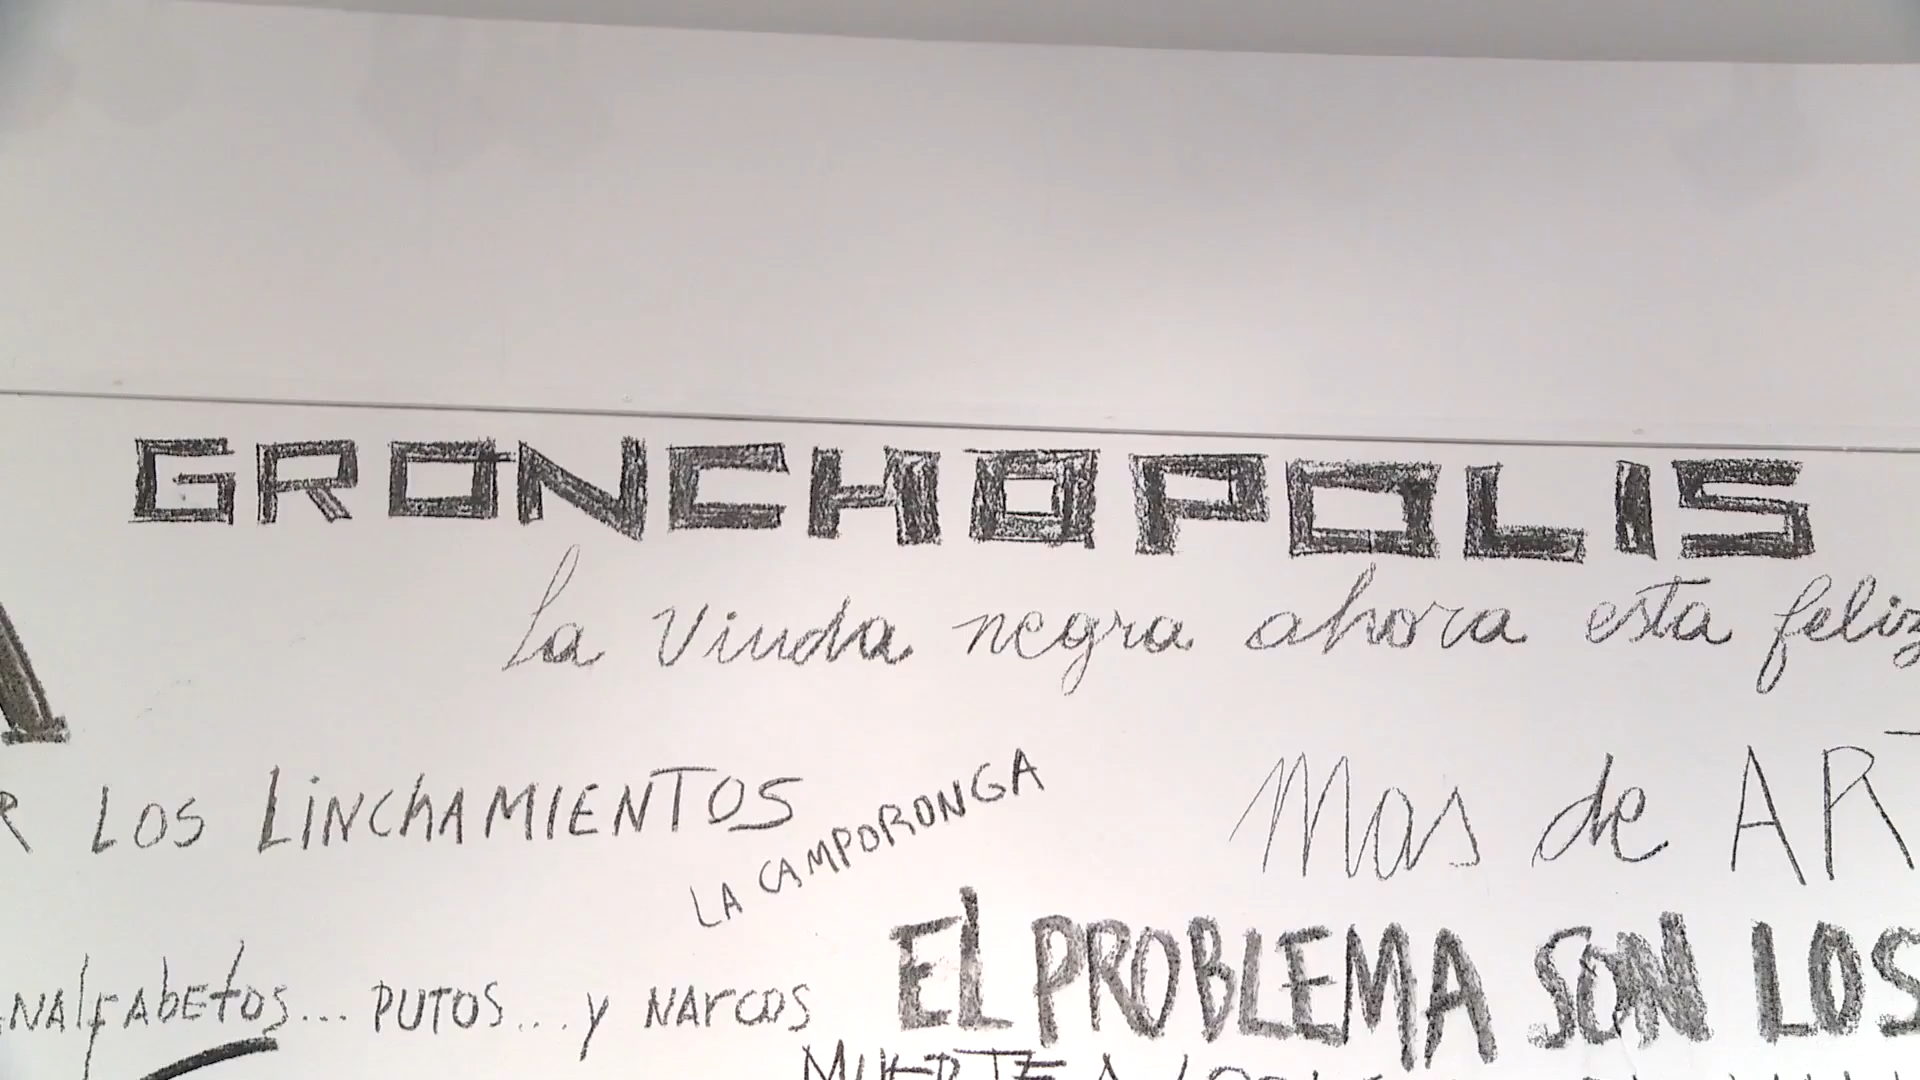 GRONCHOPOLIS
la viuda negra ahora esta feliz
LOS LINCHAMIENTOS
LA CAMPORONGA
Mas de
NALFABETOS... PUTOS... y NARCOS
EL PROBLEMA SON LOS
MUERTE A